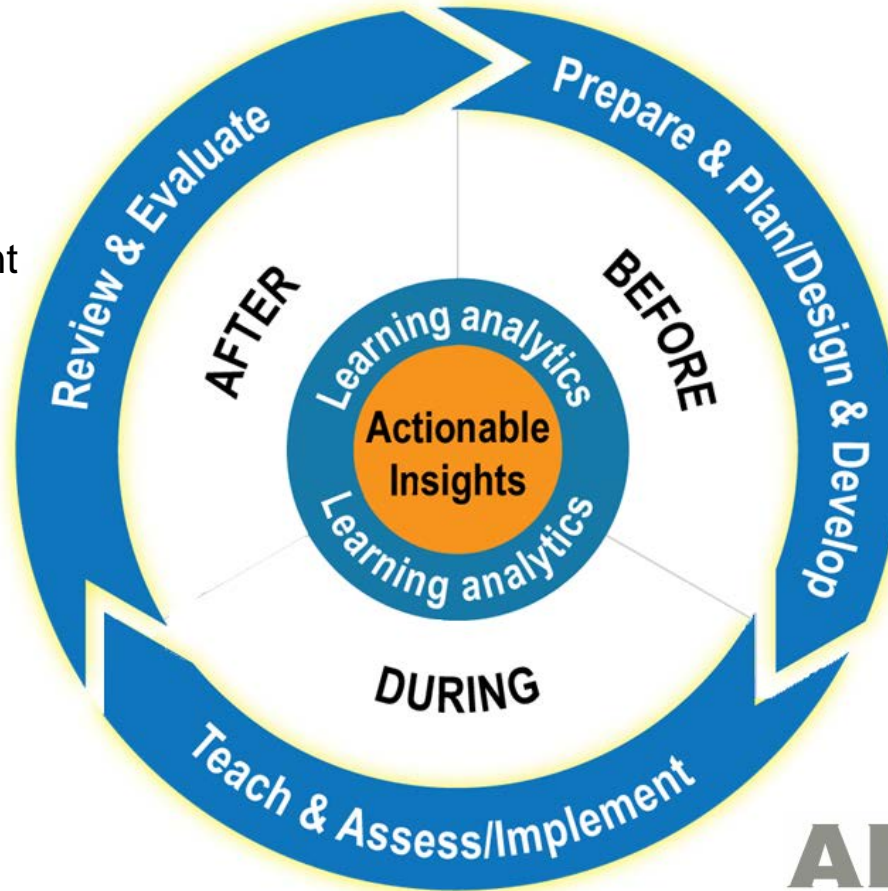 Prepare & Plan/Design & Develop
Review & Evaluate
AFTER
BEFORE
Learning analytics
Actionable
Insights
Learning analytics
DURING
Teach & Assess/Implement